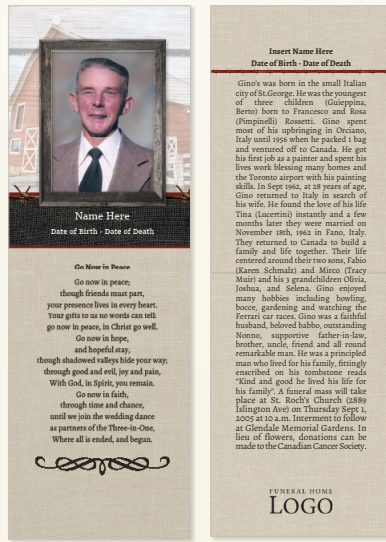 Name Here
Date of Birth - Date of Death
Go Now in Peace
Go now in peace;
though friends must part,
your presence lives in every heart.
Your gifts to us no words can tell;
go now in peace, in Christ go well.
Go now in hope,
and hopeful stay,
though shadowed valleys hide your way;
through good and evil, joy and pain,
With God, in Spirit, you remain.
Go now in faith,
through time and chance,
until we join the wedding dance
as partners of the Three-in-One,
Where all is ended, and begun.
Insert Name Here
Date of Birth - Date of Death
Gino's was born in the small Italian
city of St.George. He was the youngest
of three children (Guieppina,
Berto) born to Francesco and Rosa
(Pimpinelli) Rossetti. Gino spent
most of his upbringing in Orciano,
Italy until 1956 when he packed 1 bag
and ventured off to Canada. He got
his first job as a painter and spent his
lives work blessing many homes and
the Toronto airport with his painting
skills. In Sept 1962, at 28 years of age,
Gino returned to Italy in search of
his wife. He found the love of his life
Tina (Lucertini) instantly and a few
months later they were married on
November 18th, 1962 in Fano, Italy.
They returned to Canada to build a
family and life together. Their life
centered around their two sons, Fabio
(Karen Schmalz) and Mirco (Tracy
Muir) and his 3 grandchildren Olivia,
Joshua, and Selena. Gino enjoyed
many hobbies including bowling,
bocce, gardening and watching the
Ferrari car races. Gino was a faithful
husband, beloved babbo, outstanding
Nonno, supportive father-in-law,
brother, uncle, friend and all round
remarkable man. He was a principled
man who lived for his family, fittingly
enscribed on his tombstone reads
"Kind and good he lived his life for
his family". A funeral mass will take
place at St. Roch's Church (2889
Islington Ave) on Thursday Sept 1,
2005 at 10 a.m. Interment to follow
at Glendale Memorial Gardens. In
lieu of flowers, donations can be
made to the Canadian Cancer Society.
FUNERAL HOME
LOGO